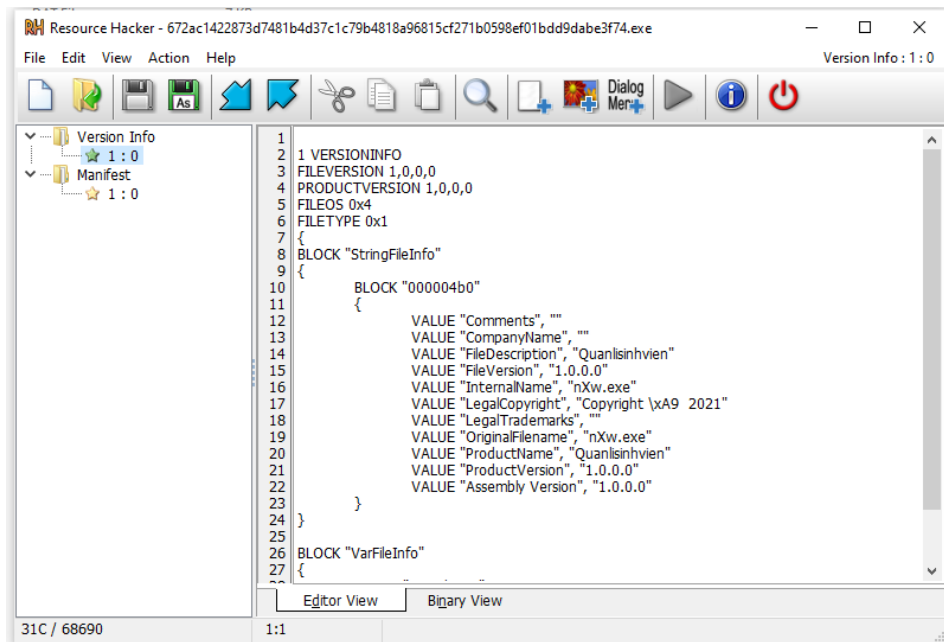 Resource Hacker - 672ac1422873d7481b4d37c1c79b4818a96815cf271b0598ef01bdd9dabe3f74.exe
File Edit View Action Help
Version Info : 1 : 0
As
Dialog
Men
Version Info
1 : 0
Manifest
1 : 0
1
2 1 VERSIONINFO
3 FILEVERSION 1,0,0,0
4 PRODUCTVERSION 1,0,0,0
5 FILEOS 0x4
6 FILETYPE 0x1
7 {
8 BLOCK "StringFileInfo"
9 {
10 BLOCK "000004b0"
11 {
12 VALUE "Comments", ""
13 VALUE "CompanyName", ""
14 VALUE "FileDescription", "Quanlisinhvien"
15 VALUE "FileVersion", "1.0.0.0"
16 VALUE "InternalName", "nXw.exe"
17 VALUE "LegalCopyright", "Copyright \xA9  2021"
18 VALUE "LegalTrademarks", ""
19 VALUE "OriginalFilename", "nXw.exe"
20 VALUE "ProductName", "Quanlisinhvien"
21 VALUE "ProductVersion", "1.0.0.0"
22 VALUE "Assembly Version", "1.0.0.0"
23 }
24 }
25
26 BLOCK "VarFileInfo"
27 {
Editor View Binary View
31C / 68690 1:1